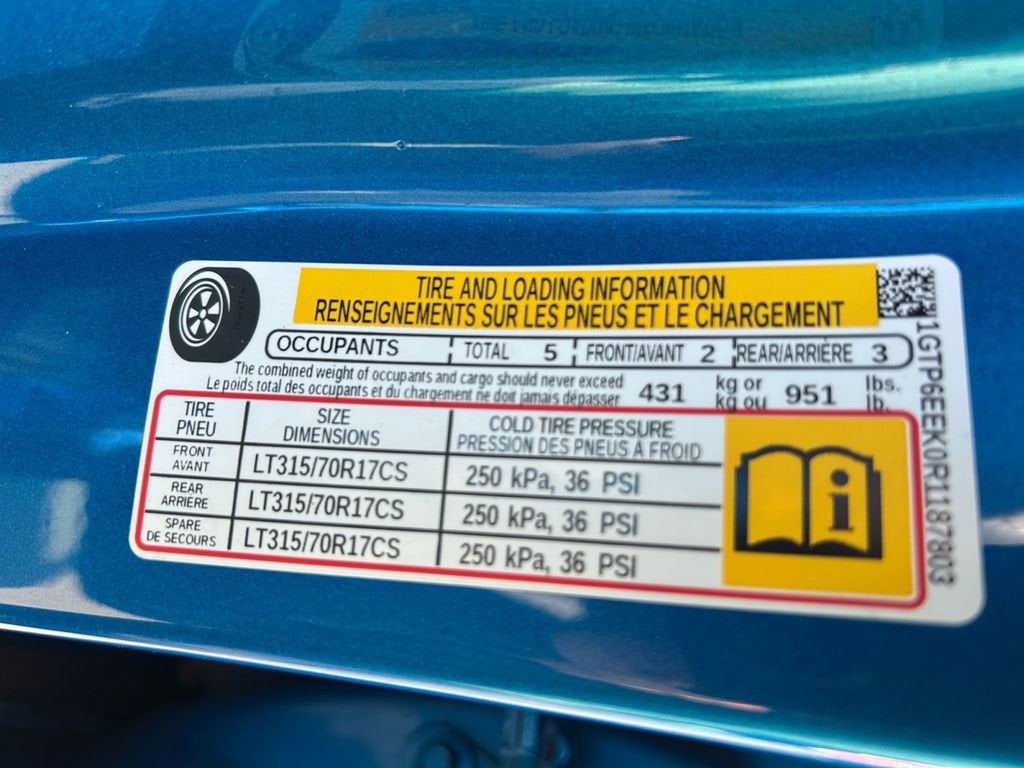 TIRE AND LOADING INFORMATION
RENSEIGNEMENTS SUR LES PNEUS ET LE CHARGEMENT
OCCUPANTS TOTAL 5 FRONT/AVANT 2 REAR/ARRIÈRE 3
The combined weight of occupants and cargo should never exceed
Le poids total des occupants et du chargement ne doit jamais dépasser
431 kg or 951 lbs.
kg ou lb.
TIRE SIZE COLD TIRE PRESSURE
PNEU DIMENSIONS PRESSION DES PNEUS À FROID
FRONT
AVANT LT315/70R17CS 250 kPa, 36 PSI
REAR
ARRIÈRE LT315/70R17CS 250 kPa, 36 PSI
SPARE
DE SECOURS LT315/70R17CS 250 kPa, 36 PSI
i
1GTP6EEK0R1187803